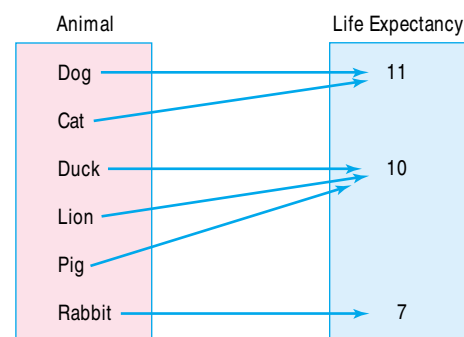 Animal Life Expectancy
Dog 11
Cat
Duck 10
Lion
Pig
Rabbit 7